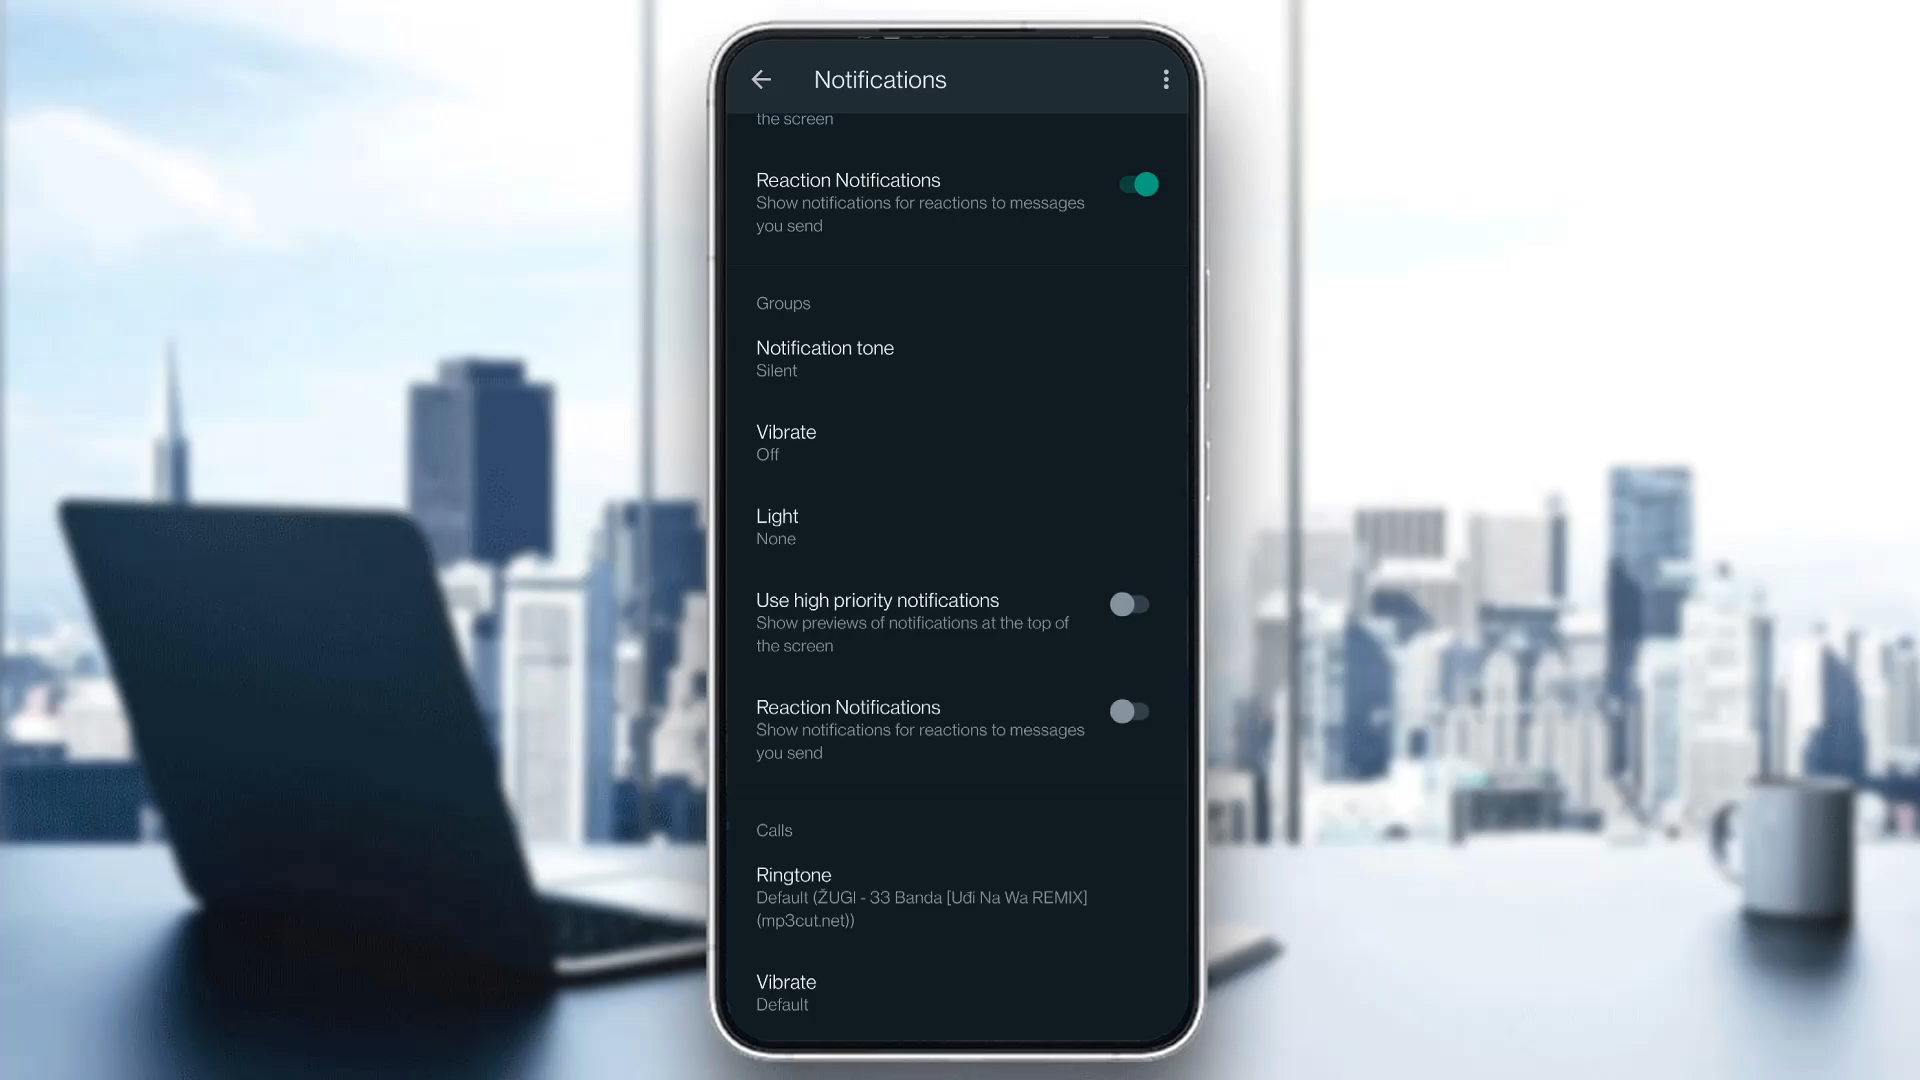 Notifications
the screen
Reaction Notifications
Show notifications for reactions to messages
you send
Groups
Notification tone
Silent
Vibrate
Off
Light
None
Use high priority notifications
Show previews of notifications at the top of
the screen
Reaction Notifications
Show notifications for reactions to messages
you send
Calls
Ringtone
Default (ŽUGI - 33 Banda [Uđi Na Wa REMIX]
(mp3cut.net))
Vibrate
Default